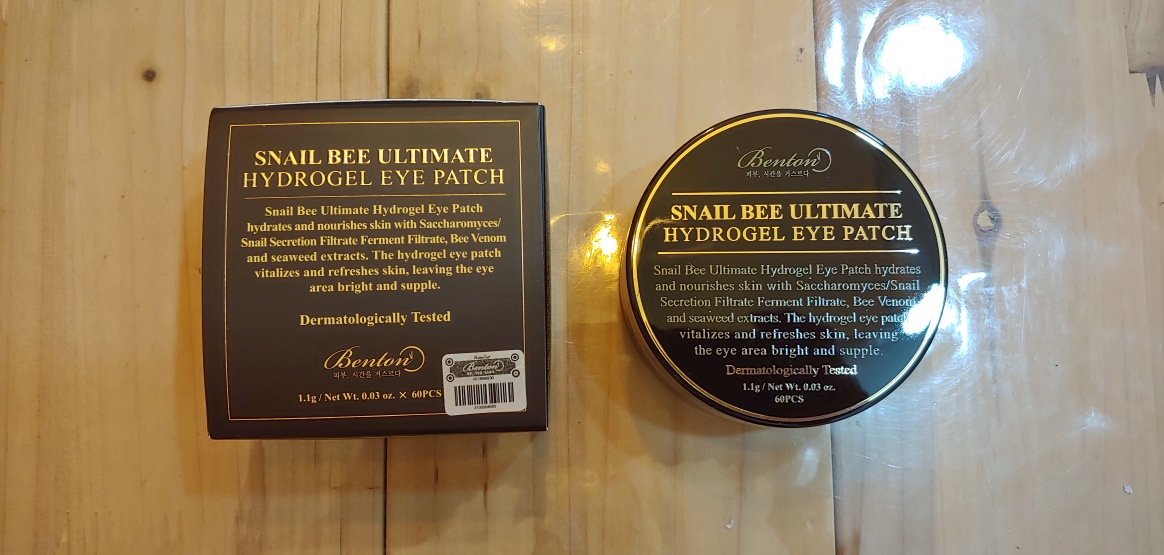 SNAIL BEE ULTIMATE
HYDROGEL EYE PATCH
Snail Bee Ultimate Hydrogel Eye Patch
hydrates and nourishes skin with Saccharomyces/
Snail Secretion Filtrate Ferment Filtrate, Bee Venom
and seaweed extracts. The hydrogel eye patch
vitalizes and refreshes skin, leaving the eye
area bright and supple.
Dermatologically Tested
Benton
피부, 시간을 거스르다
1.1g / Net Wt. 0.03 oz. × 60PCS
Benton
Benton
피부, 시간을 거스르다
SNAIL BEE ULTIMATE
HYDROGEL EYE PATCH
Snail Bee Ultimate Hydrogel Eye Patch hydrates
and nourishes skin with Saccharomyces/Snail
Secretion Filtrate Ferment Filtrate, Bee Venom
and seaweed extracts. The hydrogel eye patch
vitalizes and refreshes skin, leaving
the eye area bright and supple.
Dermatologically Tested
1.1g / Net Wt. 0.03 oz.
60PCS